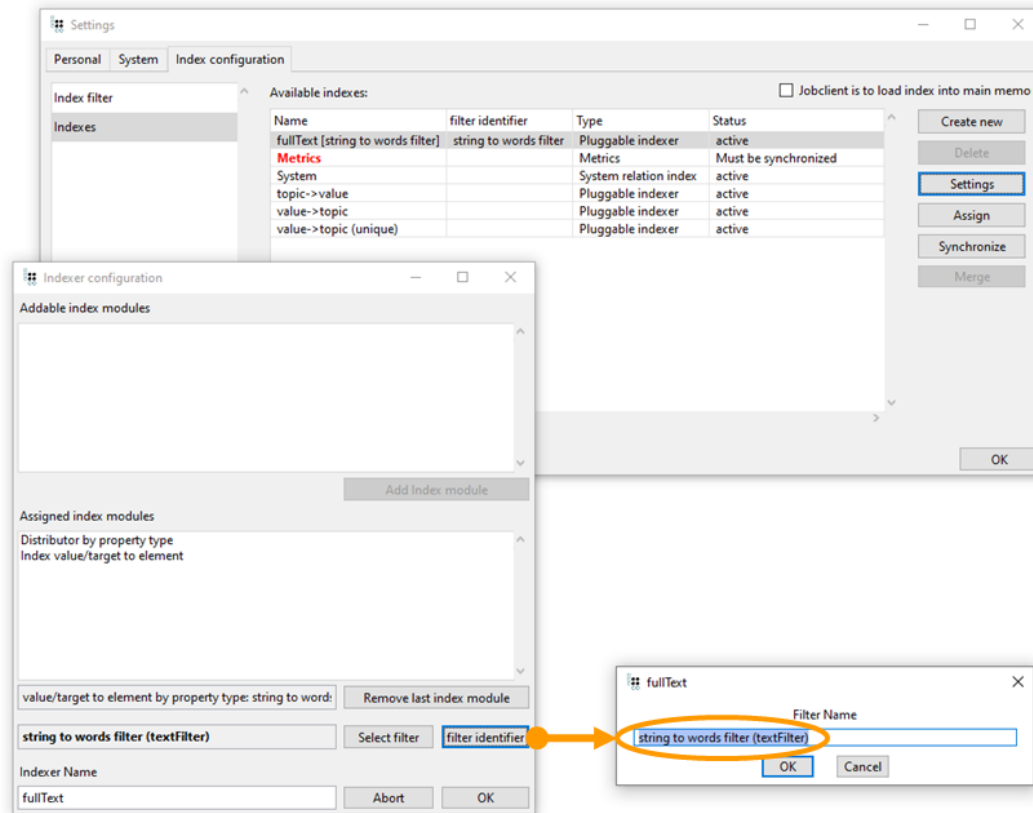 Settings
Personal System Index configuration
Index filter
Indexes
Available indexes:
Jobclient is to load index into main memo
Name filter identifier Type Status
fullText [string to words filter] string to words filter Pluggable indexer active
Metrics Metrics Must be synchronized
System System relation index active
topic->value Pluggable indexer active
value->topic Pluggable indexer active
value->topic (unique) Pluggable indexer active
Create new
Delete
Settings
Assign
Synchronize
Merge
OK
Indexer configuration
Addable index modules
Add Index module
Assigned index modules
Distributor by property type
Index value/target to element
value/target to element by property type: string to words
Remove last index module
string to words filter (textFilter)
Select filter
filter identifier
Indexer Name
fullText
Abort
OK
fullText
Filter Name
string to words filter (textFilter)
OK
Cancel